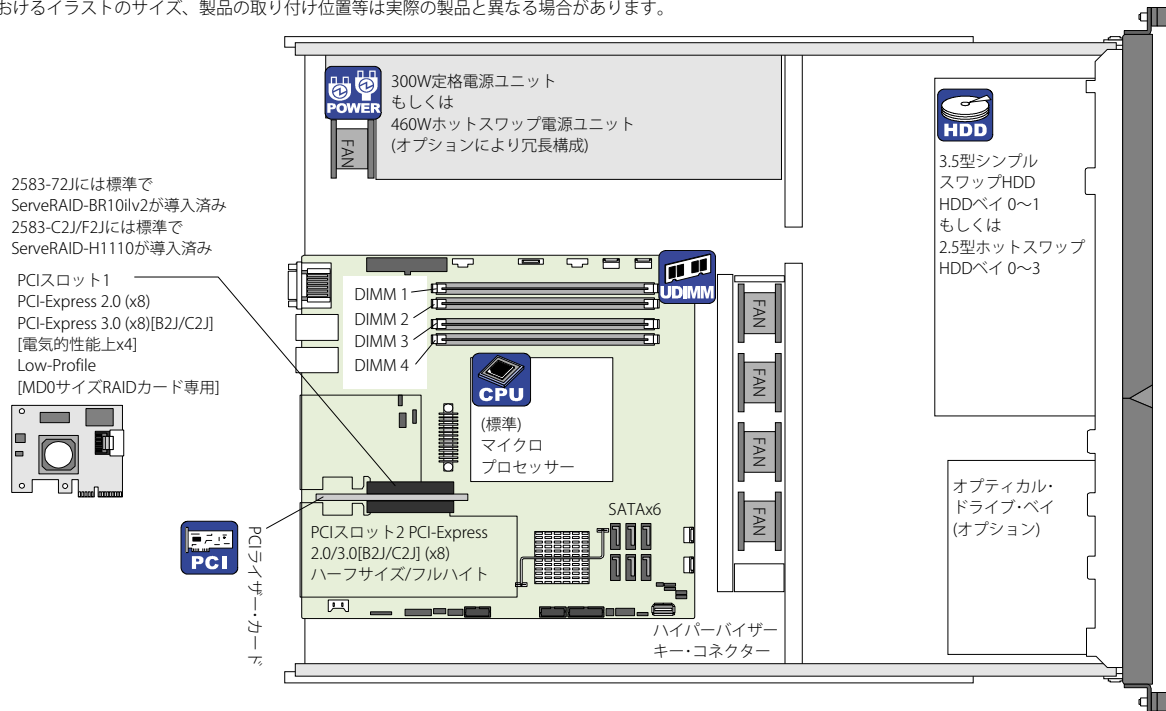 おけるイラストのサイズ、製品の取り付け位置等は実際の製品と異なる場合があります。
POWER
300W定格電源ユニット
もしくは
460Wホットスワップ電源ユニット
(オプションにより冗長構成)
FAN
HDD
3.5型シンプル
スワップHDD
HDDベイ 0～1
もしくは
2.5型ホットスワップ
HDDベイ 0～3
2583-72Jには標準で
ServeRAID-BR10ilv2が導入済み
2583-C2J/F2Jには標準で
ServeRAID-H1110が導入済み
PCIスロット1
PCI-Express 2.0 (x8)
PCI-Express 3.0 (x8)[B2J/C2J]
[電気的性能上x4]
Low-Profile
[MD0サイズRAIDカード専用]
UDIMM
DIMM 1
DIMM 2
DIMM 3
DIMM 4
CPU
(標準)
マイクロ
プロセッサー
FAN
FAN
FAN
FAN
オプティカル・
ドライブ・ベイ
(オプション)
SATAx6
PCIスロット2 PCI-Express
2.0/3.0[B2J/C2J] (x8)
ハーフサイズ/フルハイト
PCI
PCIライザー・カード
ハイパーバイザー
キー・コネクター